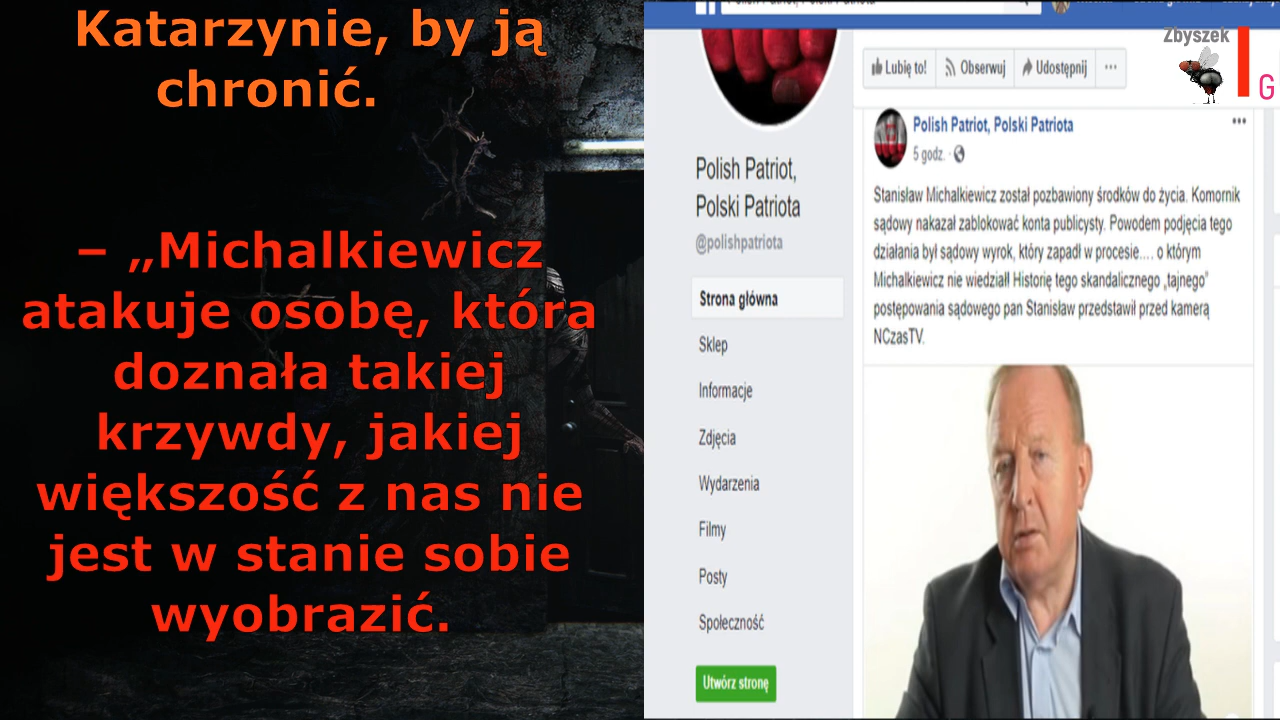 Katarzynie, by ją
chronić.
– „Michalkiewicz
atakuje osobę, która
doznała takiej
krzywdy, jakiej
większość z nas nie
jest w stanie sobie
wyobrazić.
Polish Patriot,
Polski Patriota
@polishpatriota
Strona główna
Sklep
Informacje
Zdjęcia
Wydarzenia
Filmy
Posty
Społeczność
Utwórz stronę
Lubię to! Obserwuj Udostępnij ...
Polish Patriot, Polski Patriota
5 godz. ·
Stanisław Michalkiewicz został pozbawiony środków do życia. Komornik
sądowy nakazał zablokować konta publicysty. Powodem podjęcia tego
działania był sądowy wyrok, który zapadł w procesie.... o którym
Michalkiewicz nie wiedział! Historię tego skandalicznego „tajnego”
postępowania sądowego pan Stanisław przedstawił przed kamerą
NCzasTV.
Zbyszek
G